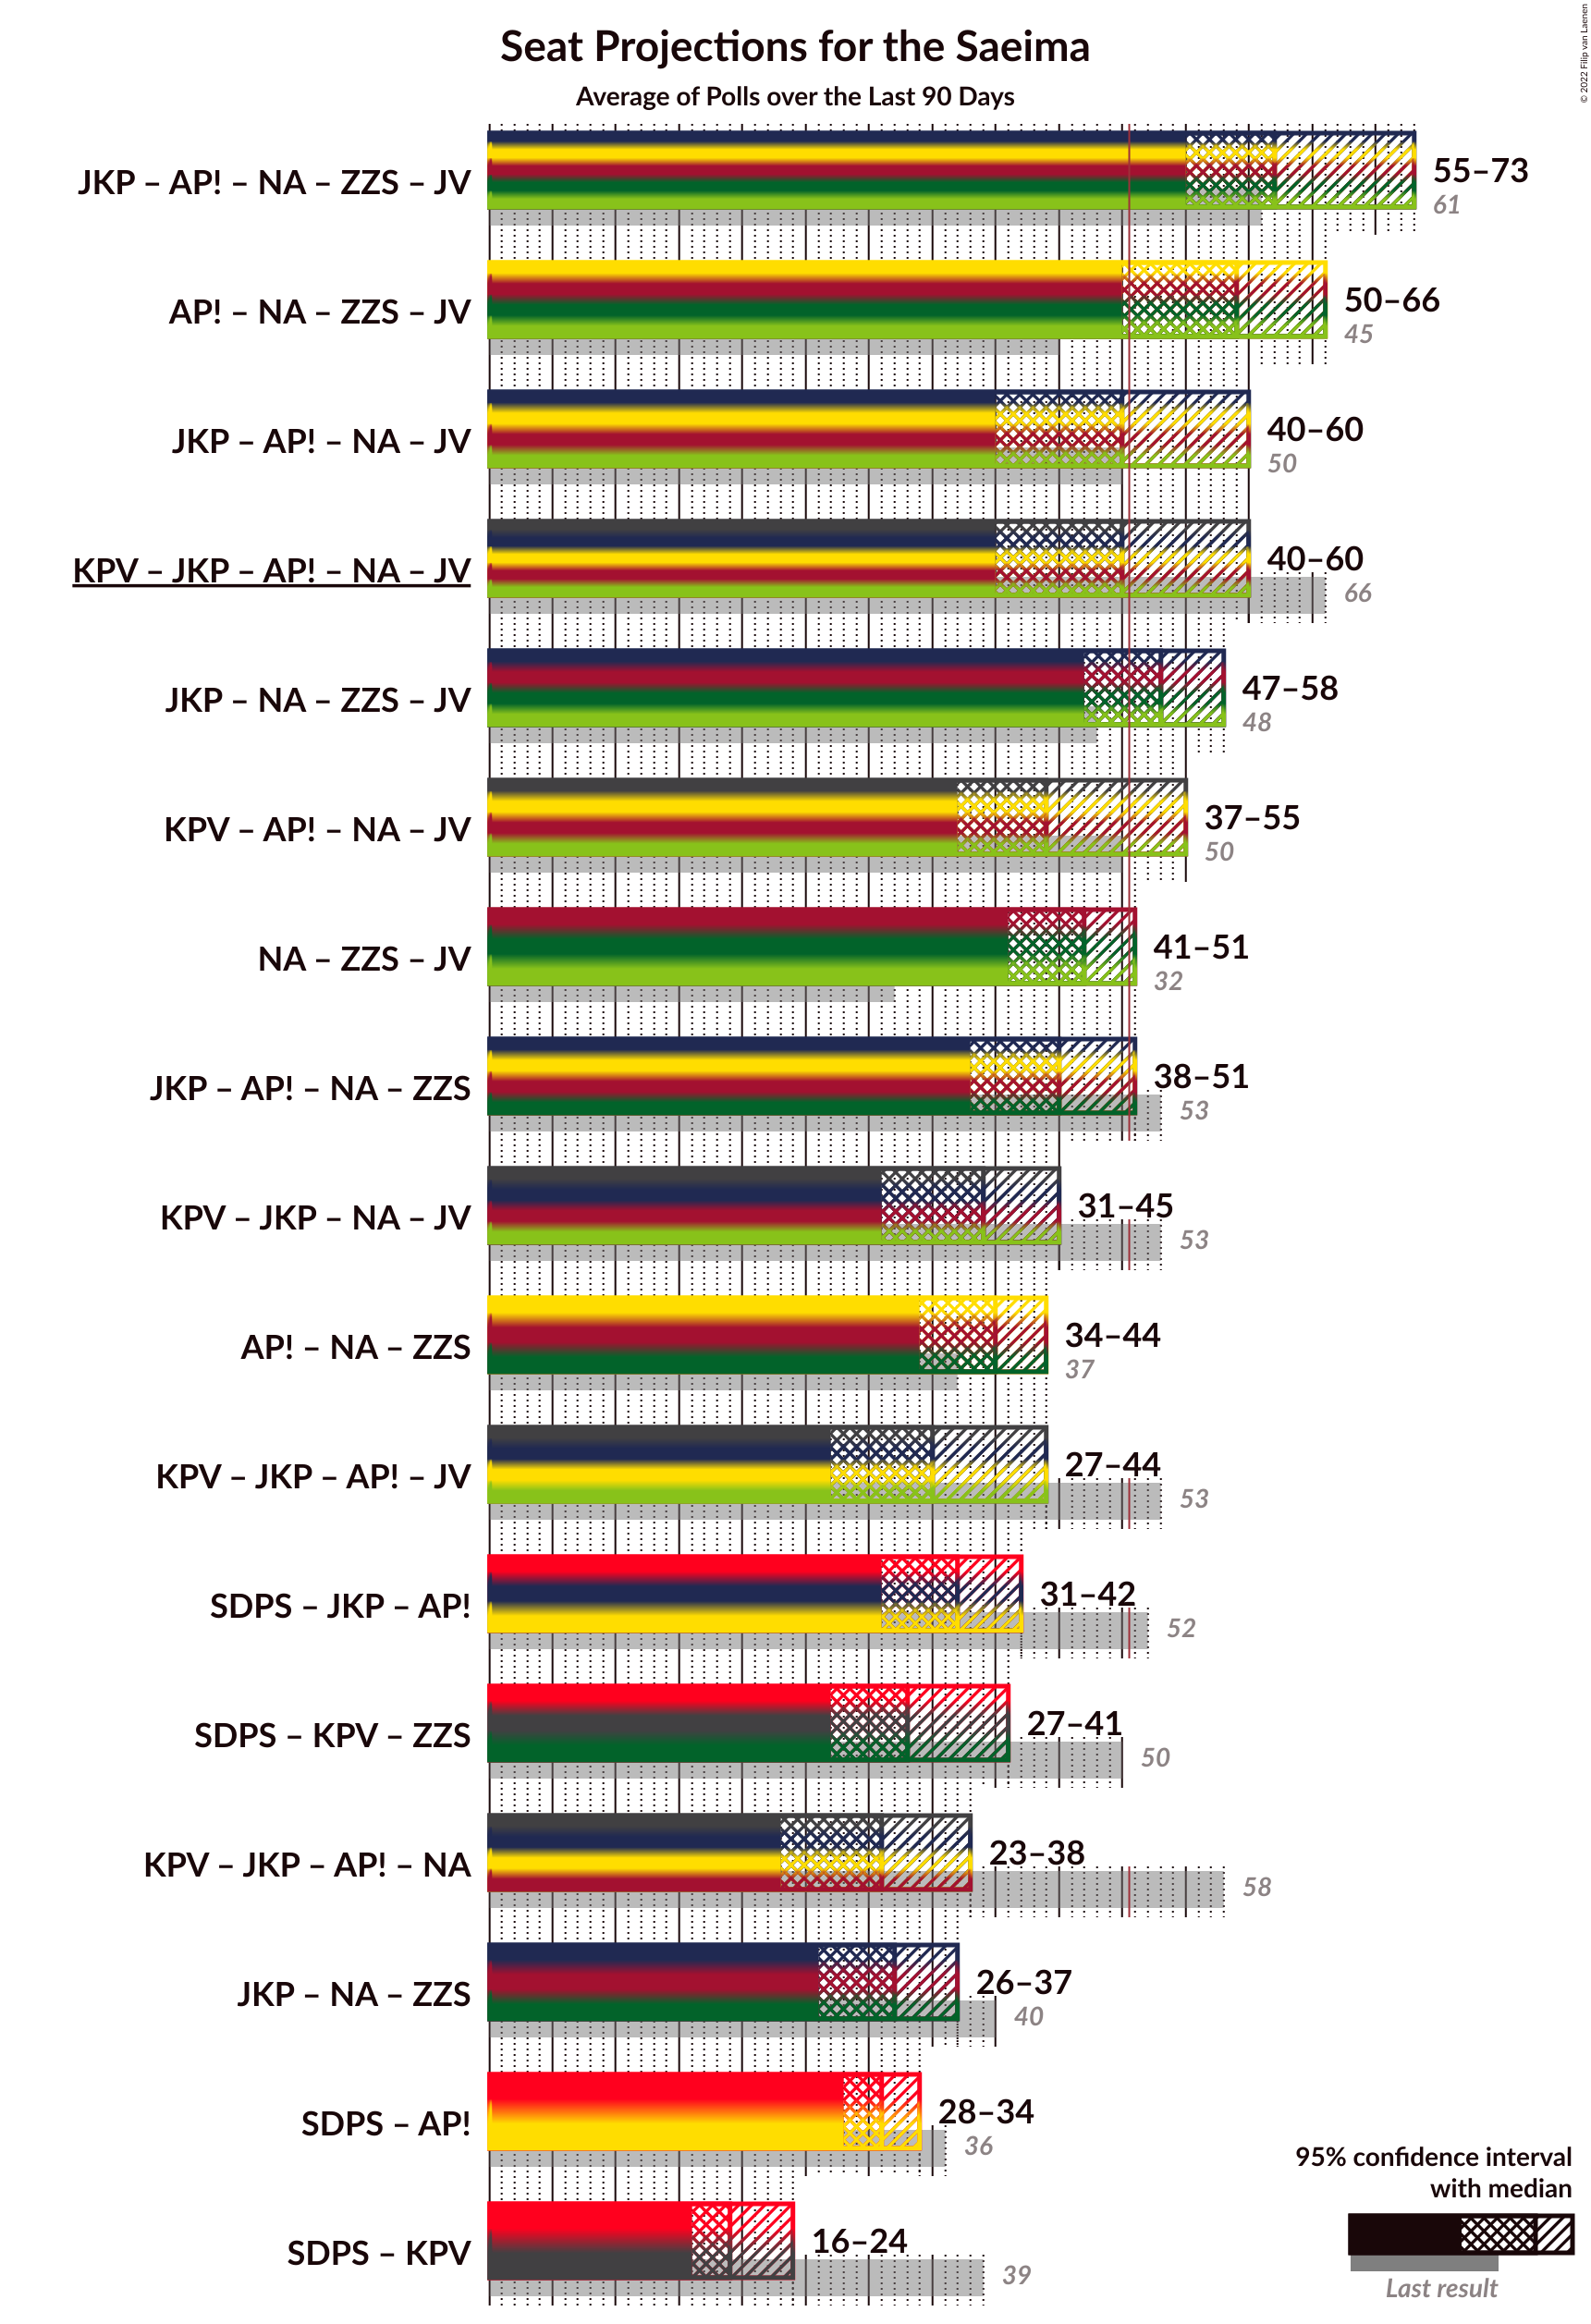 © 2022 Filip van Laenen
Seat Projections for the Saeima
Average of Polls over the Last 90 Days
JKP – AP! – NA – ZZS – JV
55–73
61
AP! – NA – ZZS – JV
50–66
45
JKP – AP! – NA – JV
40–60
50
KPV – JKP – AP! – NA – JV
40–60
66
JKP – NA – ZZS – JV
47–58
48
KPV – AP! – NA – JV
37–55
50
NA – ZZS – JV
41–51
32
JKP – AP! – NA – ZZS
38–51
53
KPV – JKP – NA – JV
31–45
53
AP! – NA – ZZS
34–44
37
KPV – JKP – AP! – JV
27–44
53
SDPS – JKP – AP!
31–42
52
SDPS – KPV – ZZS
27–41
50
KPV – JKP – AP! – NA
23–38
58
JKP – NA – ZZS
26–37
40
SDPS – AP!
28–34
36
SDPS – KPV
16–24
39
95% confidence interval
with median
Last result